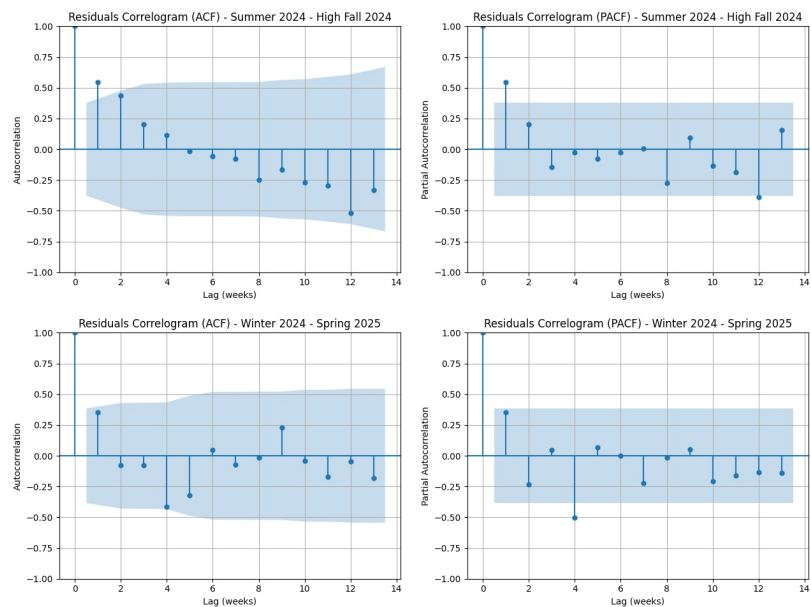 Residuals Correlogram (ACF) - Summer 2024 - High Fall 2024
1.00
0.75
0.50
0.25
0.00
−0.25
−0.50
−0.75
−1.00
Autocorrelation
0 2 4 6 8 10 12 14
Lag (weeks)
Residuals Correlogram (PACF) - Summer 2024 - High Fall 2024
1.00
0.75
0.50
0.25
0.00
−0.25
−0.50
−0.75
−1.00
Partial Autocorrelation
0 2 4 6 8 10 12 14
Lag (weeks)
Residuals Correlogram (ACF) - Winter 2024 - Spring 2025
1.00
0.75
0.50
0.25
0.00
−0.25
−0.50
−0.75
−1.00
Autocorrelation
0 2 4 6 8 10 12 14
Lag (weeks)
Residuals Correlogram (PACF) - Winter 2024 - Spring 2025
1.00
0.75
0.50
0.25
0.00
−0.25
−0.50
−0.75
−1.00
Partial Autocorrelation
0 2 4 6 8 10 12 14
Lag (weeks)